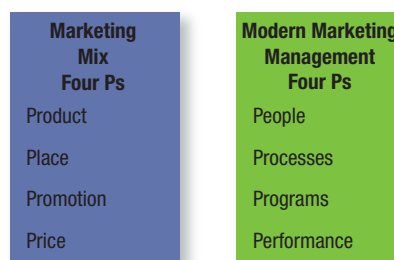 Marketing
Mix
Four Ps
Product
Place
Promotion
Price
Modern Marketing
Management
Four Ps
People
Processes
Programs
Performance